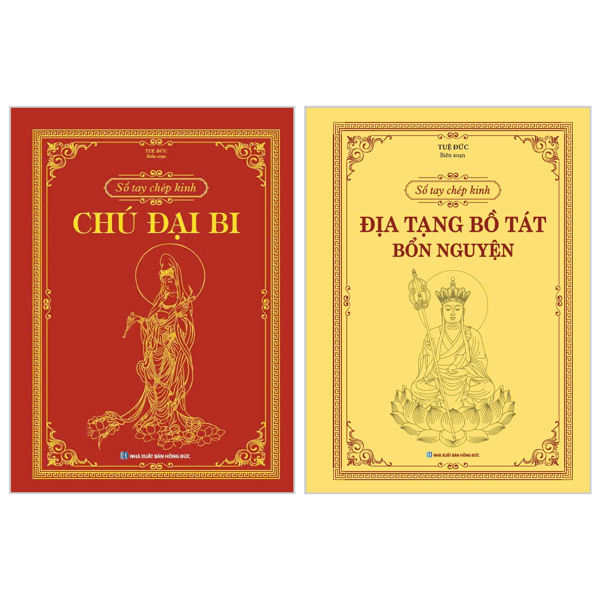 TUỆ ĐỨC
Biên soạn
Sổ tay chép kinh
CHÚ ĐẠI BI
NHÀ XUẤT BẢN HỒNG ĐỨC
TUỆ ĐỨC
Biên soạn
Sổ tay chép kinh
ĐỊA TẠNG BỒ TÁT
BỔN NGUYỆN
NHÀ XUẤT BẢN HỒNG ĐỨC